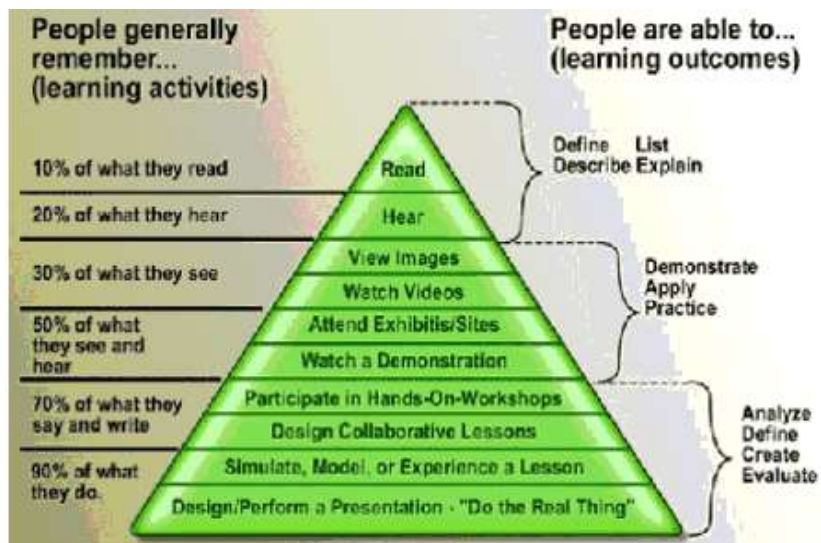 People generally
remember...
(learning activities)
People are able to...
(learning outcomes)
10% of what they read
20% of what they hear
30% of what they see
50% of what
they see and
hear
70% of what they
say and write
90% of what
they do.
Read
Hear
View Images
Watch Videos
Attend Exhibitis/Sites
Watch a Demonstration
Participate in Hands-On-Workshops
Design Collaborative Lessons
Simulate, Model, or Experience a Lesson
Design/Perform a Presentation - "Do the Real Thing"
Define List
Describe Explain
Demonstrate
Apply
Practice
Analyze
Define
Create
Evaluate